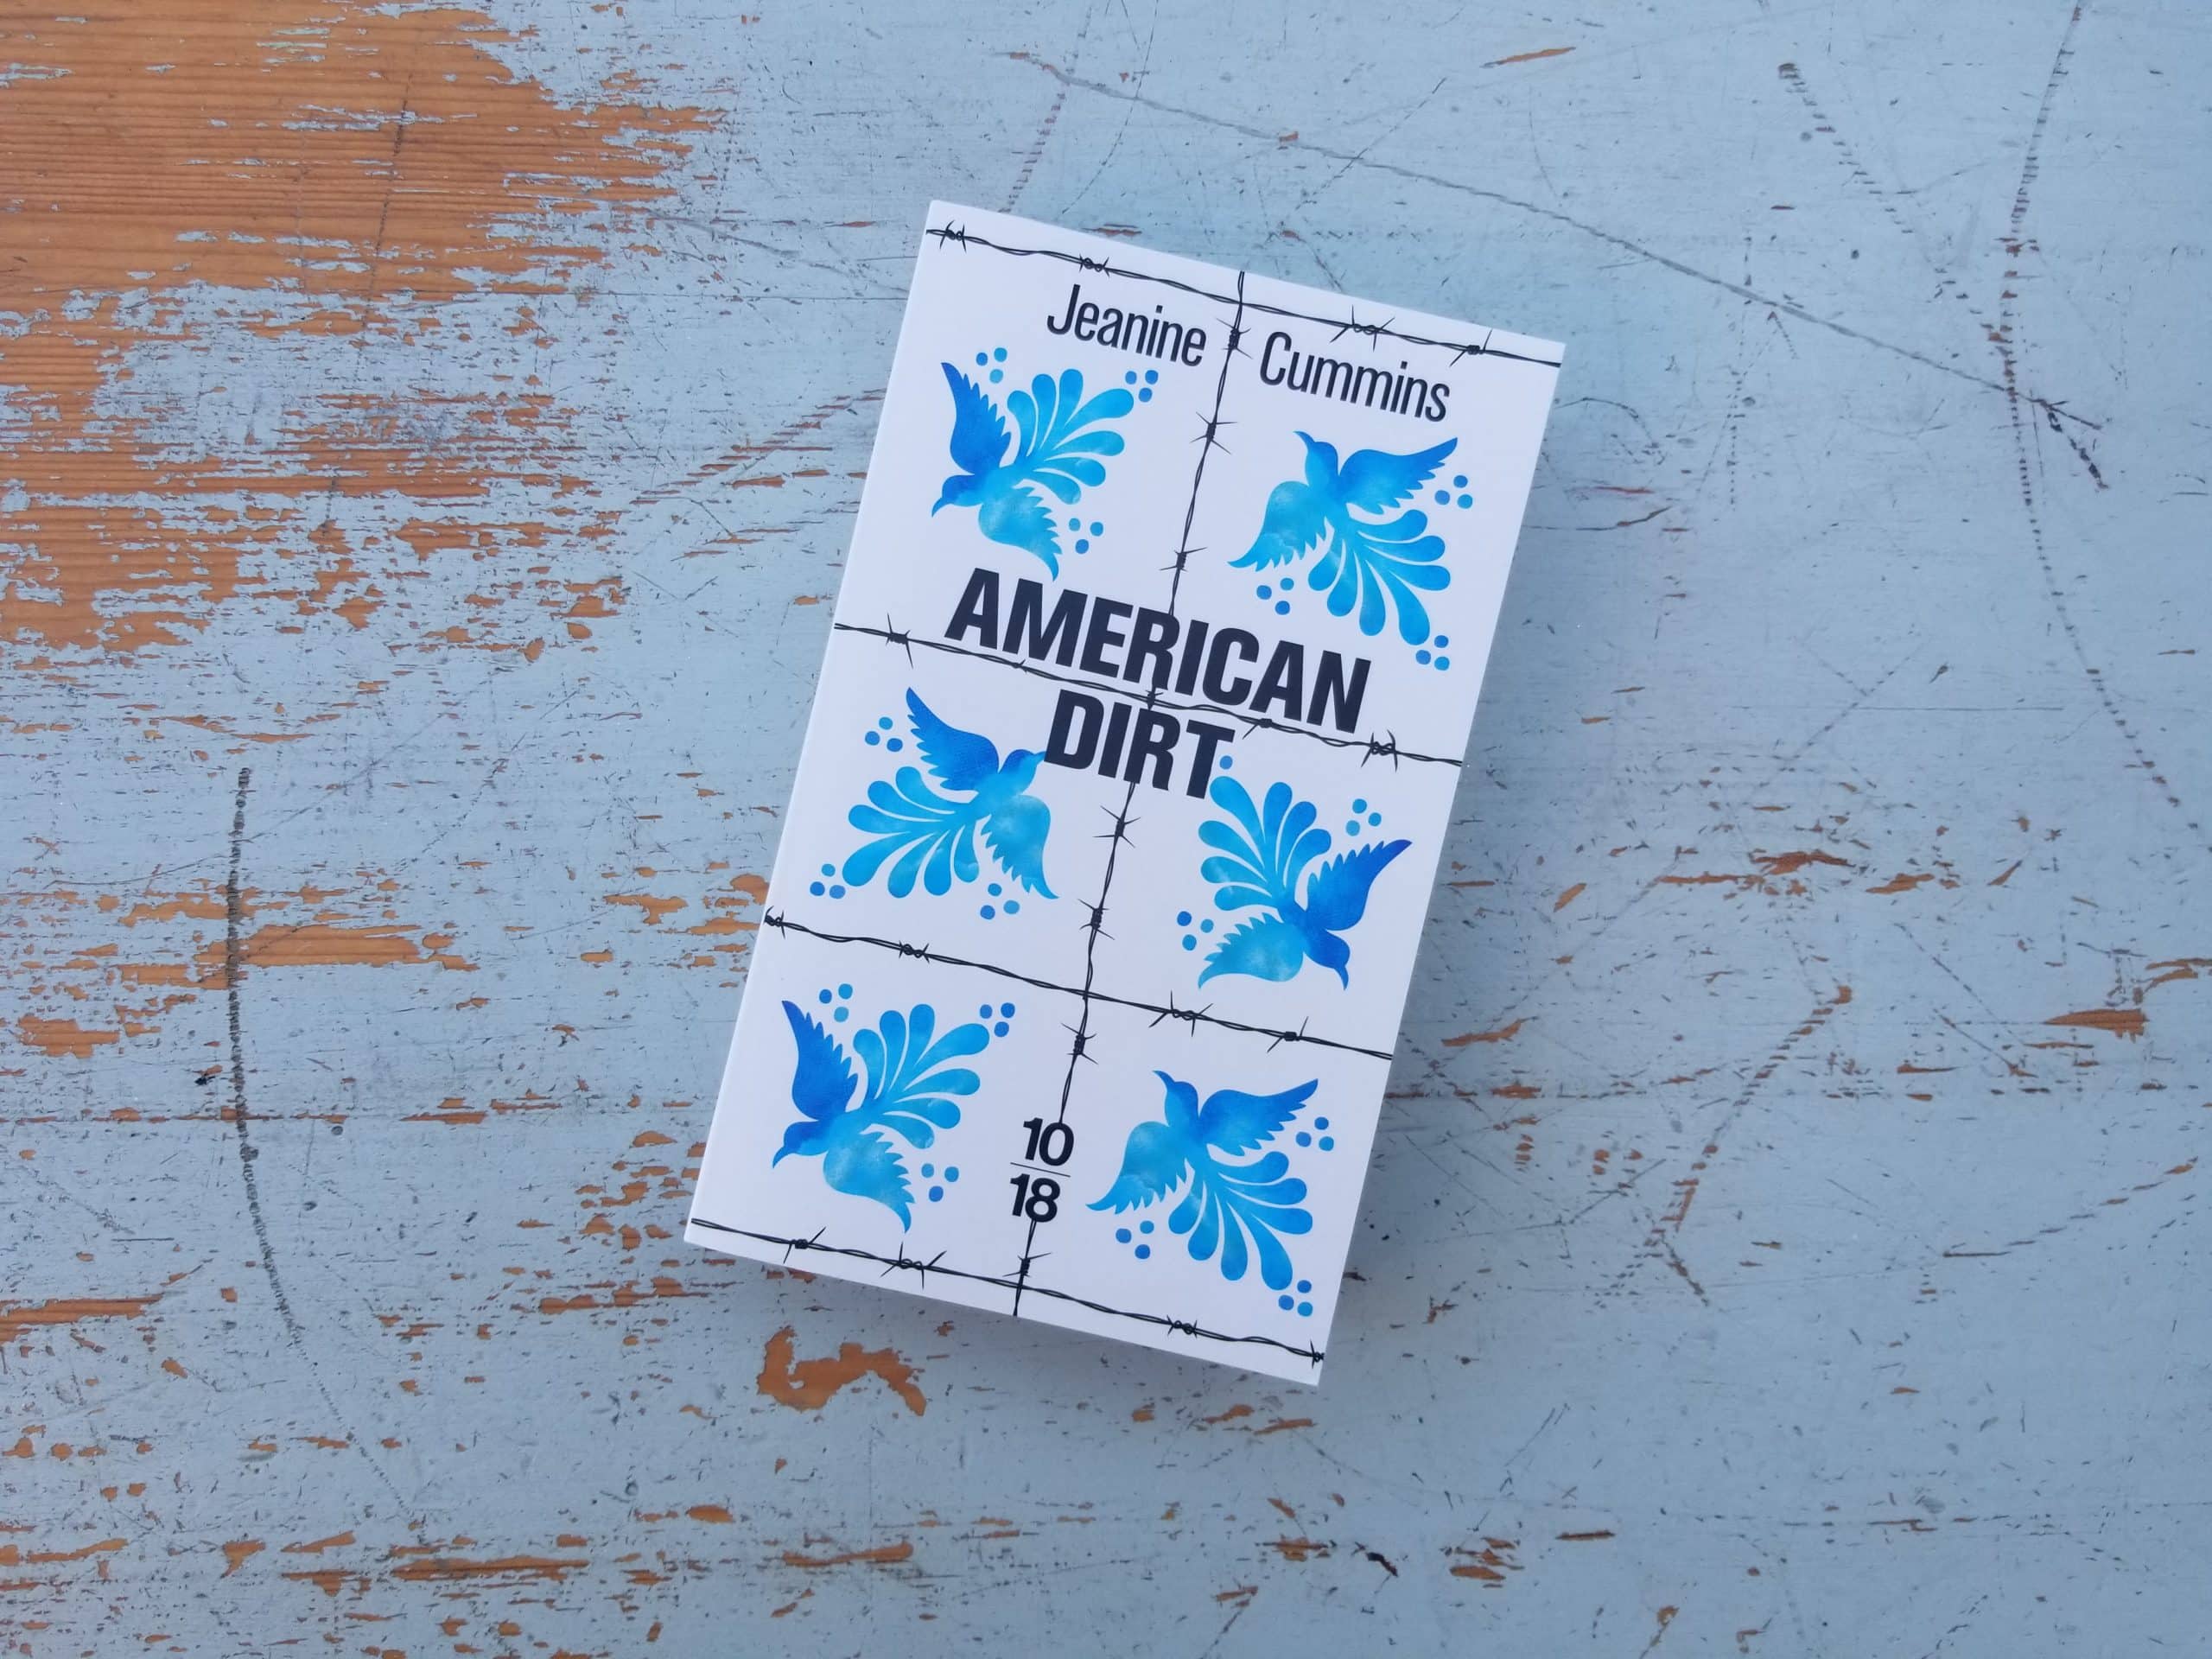 Jeanine Cummins
AMERICAN
DIRT
10
18